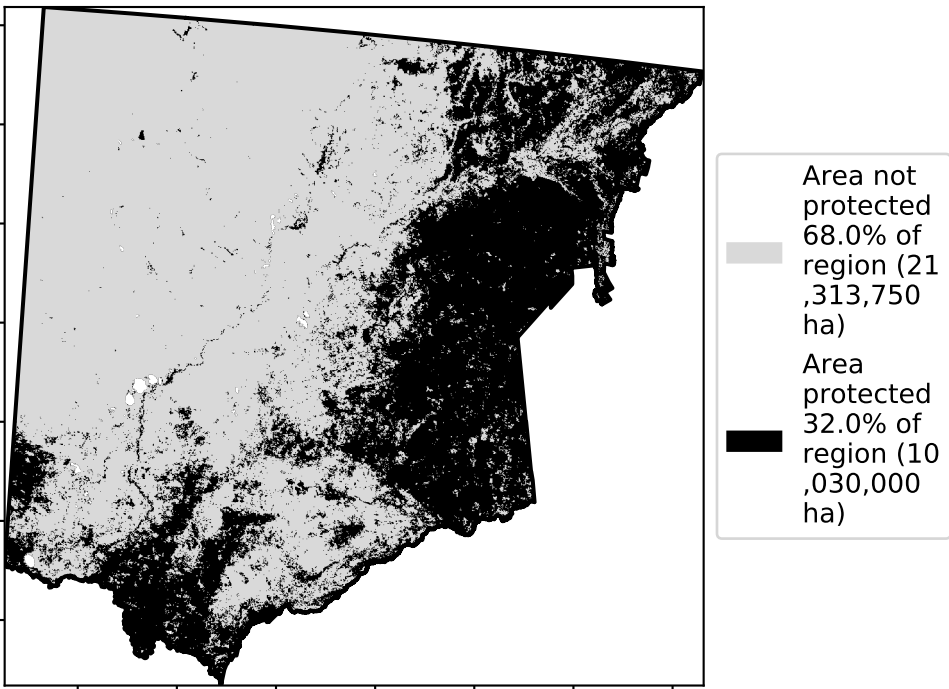 Area not
protected
68.0% of
region (21
,313,750
ha)
Area
protected
32.0% of
region (10
,030,000
ha)